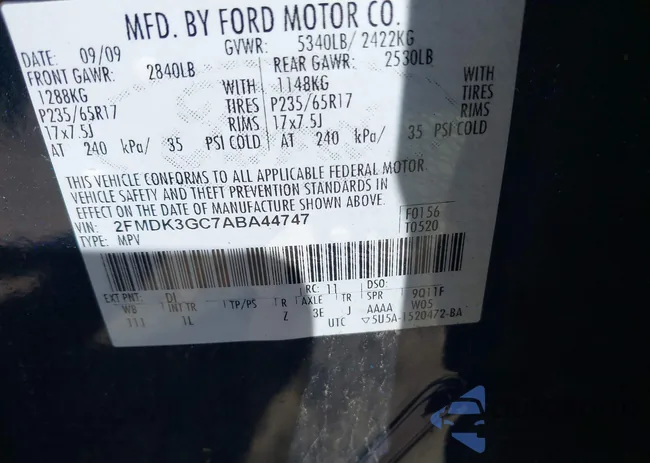 MFD. BY FORD MOTOR CO.
DATE: 09/09 GVWR: 5340LB/ 2422KG
FRONT GAWR: 2840LB REAR GAWR: 2530LB
1288KG WITH 1148KG WITH
P235/65R17 TIRES P235/65R17 TIRES
17x7.5J RIMS 17x7.5J RIMS
AT 240 kPa/ 35 PSI COLD AT 240 kPa/ 35 PSI COLD
THIS VEHICLE CONFORMS TO ALL APPLICABLE FEDERAL MOTOR
VEHICLE SAFETY AND THEFT PREVENTION STANDARDS IN
EFFECT ON THE DATE OF MANUFACTURE SHOWN ABOVE.
VIN: 2FMDK3GC7ABA44747 F0156
TYPE: MPV T0520
EXT PNT: DI RC: 11 DSO:
WB INT TR TP/PS R AXLE TR SPR 9Q1TF
111 1L Z 3E J AAAA W05
UTC ▽5U5A-1520472-BA